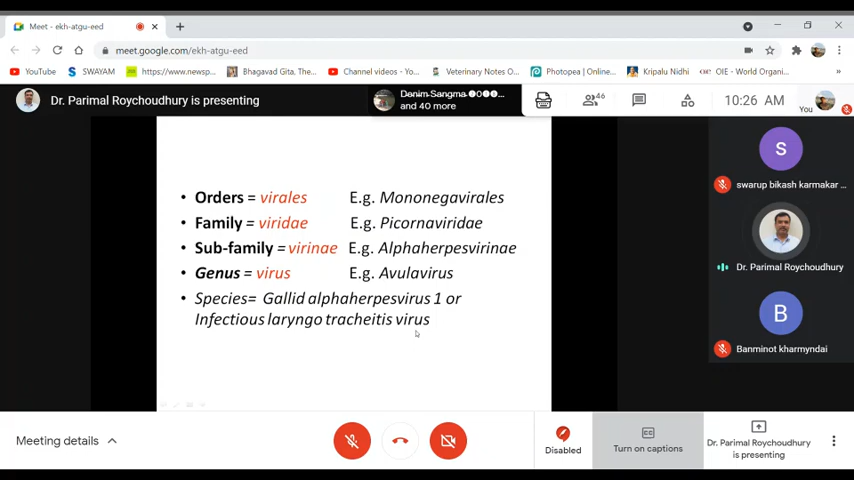 Meet - ekh-atgu-eed
meet.google.com/ekh-atgu-eed
YouTube
SWAYAM
https://www.newsp...
Bhagavad Gita, The...
Channel videos - Yo...
Veterinary Notes O...
Photopea | Online...
Kripalu Nidhi
OIE - World Organi...
Dr. Parimal Roychoudhury is presenting
and 40 more
46
10:26 AM
You
• Orders = virales E.g. Mononegavirales
• Family = viridae E.g. Picornaviridae
• Sub-family = virinae E.g. Alphaherpesvirinae
• Genus = virus E.g. Avulavirus
• Species= Gallid alphaherpesvirus 1 or
Infectious laryngo tracheitis virus
S
swarup bikash karmakar ...
Dr. Parimal Roychoudhury
B
Banminot kharmyndai
Meeting details
Disabled
CC
Turn on captions
Dr. Parimal Roychoudhury
is presenting